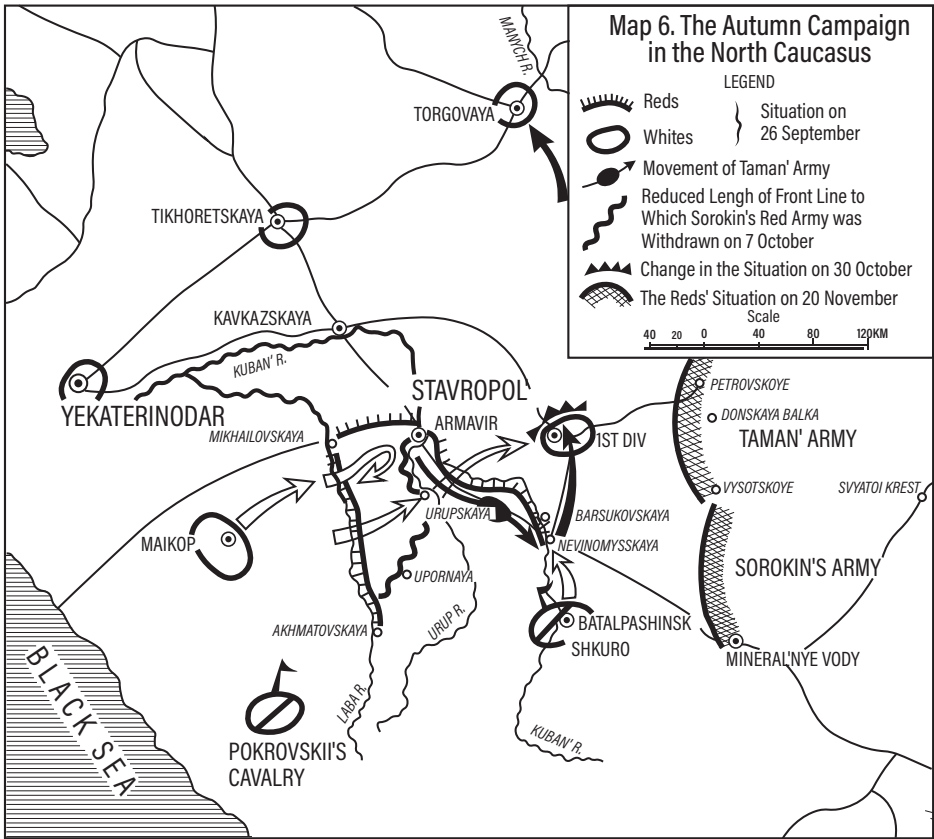 Map 6. The Autumn Campaign
in the North Caucasus
LEGEND
Reds
Whites
Situation on
26 September
Movement of Taman' Army
Reduced Lengh of Front Line to
Which Sorokin's Red Army was
Withdrawn on 7 October
Change in the Situation on 30 October
The Reds' Situation on 20 November
Scale
40 20 0 40 80 120KM
MANYCH R.
TORGOVAYA
TIKHORETSKAYA
KAVKAZSKAYA
KUBAN' R.
YEKATERINODAR
STAVROPOL
MIKHAILOVSKAYA
ARMAVIR
1ST DIV
PETROVSKOYE
DONSKAYA BALKA
TAMAN' ARMY
VYSOTSKOYE
SVYATOI KREST
URUPSKAYA
BARSUKOVSKAYA
MAIKOP
NEVINOMYSSKAYA
UPORNAYA
SOROKIN'S ARMY
AKHMATOVSKAYA
URUP R.
BATALPASHINSK
SHKURO
MINERAL'NYE VODY
LABA R.
BLACK SEA
POKROVSKII'S
CAVALRY
KUBAN' R.